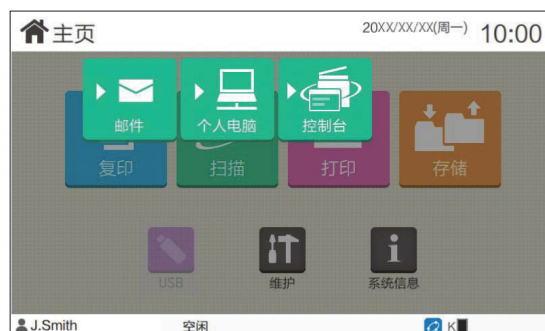 主页
20XX/XX/XX(周一) 10:00
邮件 个人电脑 控制台
复印 扫描 打印 存储
USB 维护 系统信息
J.Smith 空闲 K